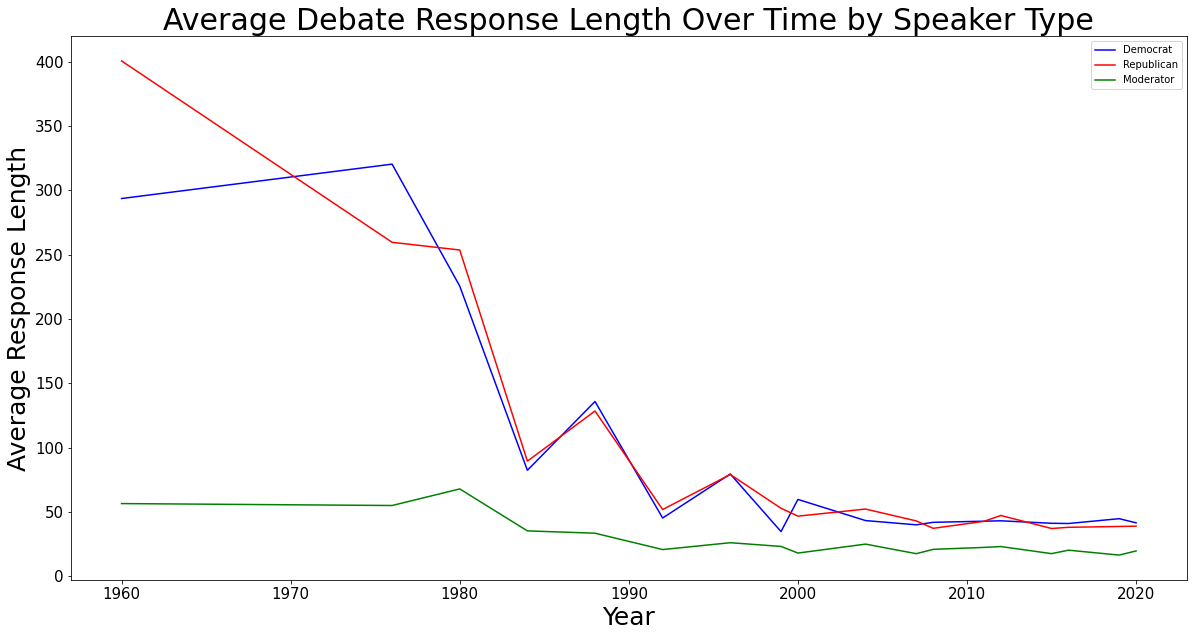 Average Debate Response Length Over Time by Speaker Type
Democrat
Republican
Moderator
400
350
300
250
200
150
100
50
0
Average Response Length
1960 1970 1980 1990 2000 2010 2020
Year